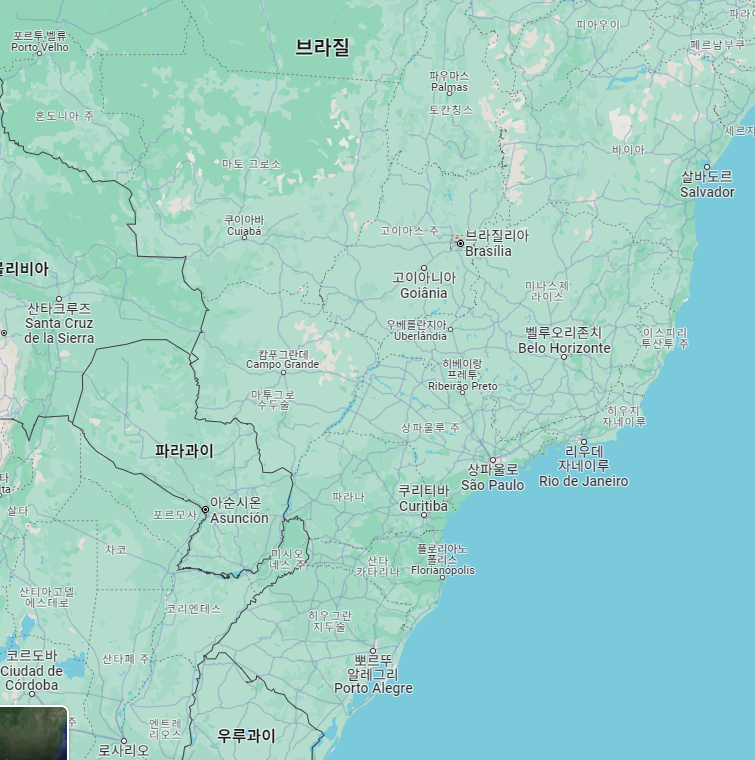 포르투 벨류
Porto Velho
브라질
피아우이
페르남부쿠
파우마스
Palmas
토칸칭스
혼도니아 주
마토 그로소
바이아
살바도르
Salvador
쿠이아바
Cuiabá
고이아스 주
브라질리아
Brasília
고이아니아
Goiânia
미나스제
라이스
산타크루즈
Santa Cruz
de la Sierra
우베를란지아
Uberlândia
벨루오리존치
Belo Horizonte
이스피리
투산투 주
캄푸그란데
Campo Grande
히베이랑
프레투
Ribeirão Preto
마투그로
수두술
히우지
자네이루
상파울루 주
파라과이
상파울로
São Paulo
리우데
자네이루
Rio de Janeiro
쿠리티바
Curitiba
파라나
아순시온
Asunción
포르모사
살타
차코
미시오
네스 주
산타
카타리나
플로리아노
폴리스
Florianópolis
산티아고델
에스테로
코리엔테스
히우그란
지두술
코르도바
Ciudad de
Córdoba
산타페 주
뽀르뚜
알레그리
Porto Alegre
엔트레
리오스
우루과이
로사리오